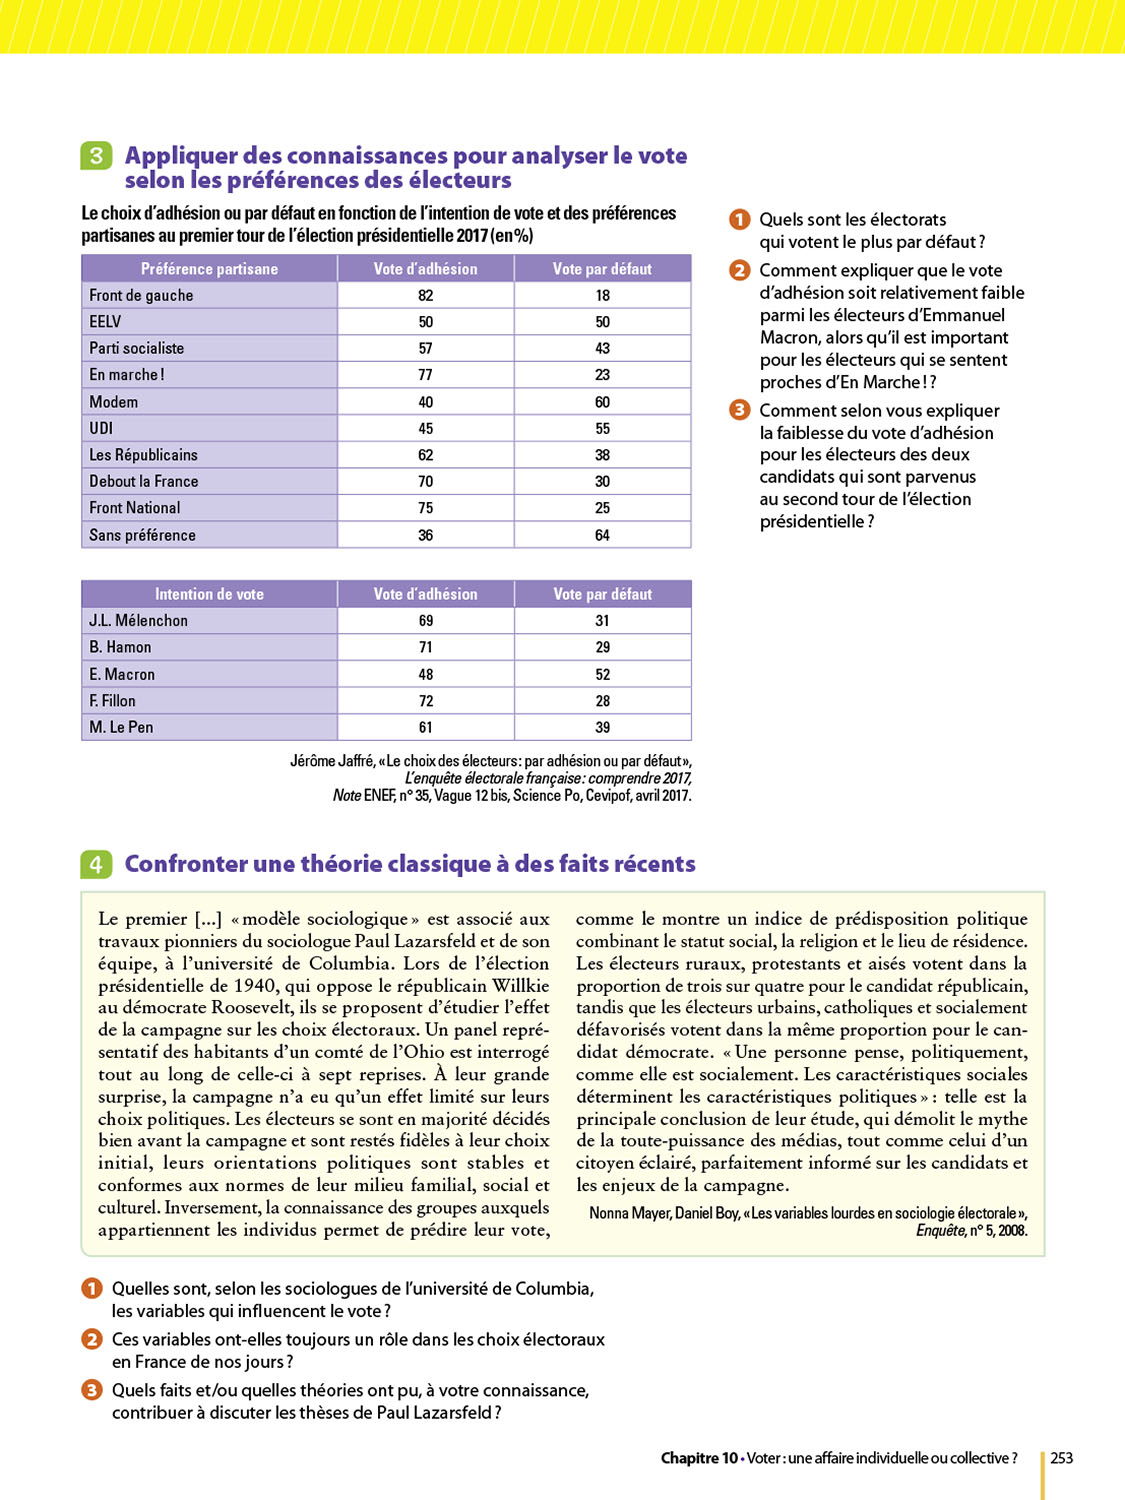 3 Appliquer des connaissances pour analyser le vote
selon les préférences des électeurs
Le choix d’adhésion ou par défaut en fonction de l’intention de vote et des préférences
partisanes au premier tour de l’élection présidentielle 2017 (en %)
Préférence partisane Vote d’adhésion Vote par défaut
Front de gauche 82 18
EELV 50 50
Parti socialiste 57 43
En marche ! 77 23
Modem 40 60
UDI 45 55
Les Républicains 62 38
Debout la France 70 30
Front National 75 25
Sans préférence 36 64
Intention de vote Vote d’adhésion Vote par défaut
J.L. Mélenchon 69 31
B. Hamon 71 29
E. Macron 48 52
F. Fillon 72 28
M. Le Pen 61 39
Jérôme Jaffré, « Le choix des électeurs : par adhésion ou par défaut »,
L’enquête électorale française : comprendre 2017,
Note ENEF, n° 35, Vague 12 bis, Science Po, Cevipof, avril 2017.
1 Quels sont les électorats
qui votent le plus par défaut ?
2 Comment expliquer que le vote
d’adhésion soit relativement faible
parmi les électeurs d’Emmanuel
Macron, alors qu’il est important
pour les électeurs qui se sentent
proches d’En Marche ! ?
3 Comment selon vous expliquer
la faiblesse du vote d’adhésion
pour les électeurs des deux
candidats qui sont parvenus
au second tour de l’élection
présidentielle ?
4 Confronter une théorie classique à des faits récents
Le premier [...] « modèle sociologique » est associé aux
travaux pionniers du sociologue Paul Lazarsfeld et de son
équipe, à l’université de Columbia. Lors de l’élection
présidentielle de 1940, qui oppose le républicain Willkie
au démocrate Roosevelt, ils se proposent d’étudier l’effet
de la campagne sur les choix électoraux. Un panel repré-
sentatif des habitants d’un comté de l’Ohio est interrogé
tout au long de celle-ci à sept reprises. À leur grande
surprise, la campagne n’a eu qu’un effet limité sur leurs
choix politiques. Les électeurs se sont en majorité décidés
bien avant la campagne et sont restés fidèles à leur choix
initial, leurs orientations politiques sont stables et
conformes aux normes de leur milieu familial, social et
culturel. Inversement, la connaissance des groupes auxquels
appartiennent les individus permet de prédire leur vote,
comme le montre un indice de prédisposition politique
combinant le statut social, la religion et le lieu de résidence.
Les électeurs ruraux, protestants et aisés votent dans la
proportion de trois sur quatre pour le candidat républicain,
tandis que les électeurs urbains, catholiques et socialement
défavorisés votent dans la même proportion pour le can-
didat démocrate. « Une personne pense, politiquement,
comme elle est socialement. Les caractéristiques sociales
déterminent les caractéristiques politiques » : telle est la
principale conclusion de leur étude, qui démolit le mythe
de la toute-puissance des médias, tout comme celui d’un
citoyen éclairé, parfaitement informé sur les candidats et
les enjeux de la campagne.
Nonna Mayer, Daniel Boy, « Les variables lourdes en sociologie électorale »,
Enquête, n° 5, 2008.
1 Quelles sont, selon les sociologues de l’université de Columbia,
les variables qui influencent le vote ?
2 Ces variables ont-elles toujours un rôle dans les choix électoraux
en France de nos jours ?
3 Quels faits et/ou quelles théories ont pu, à votre connaissance,
contribuer à discuter les thèses de Paul Lazarsfeld ?
Chapitre 10 • Voter : une affaire individuelle ou collective ? 253